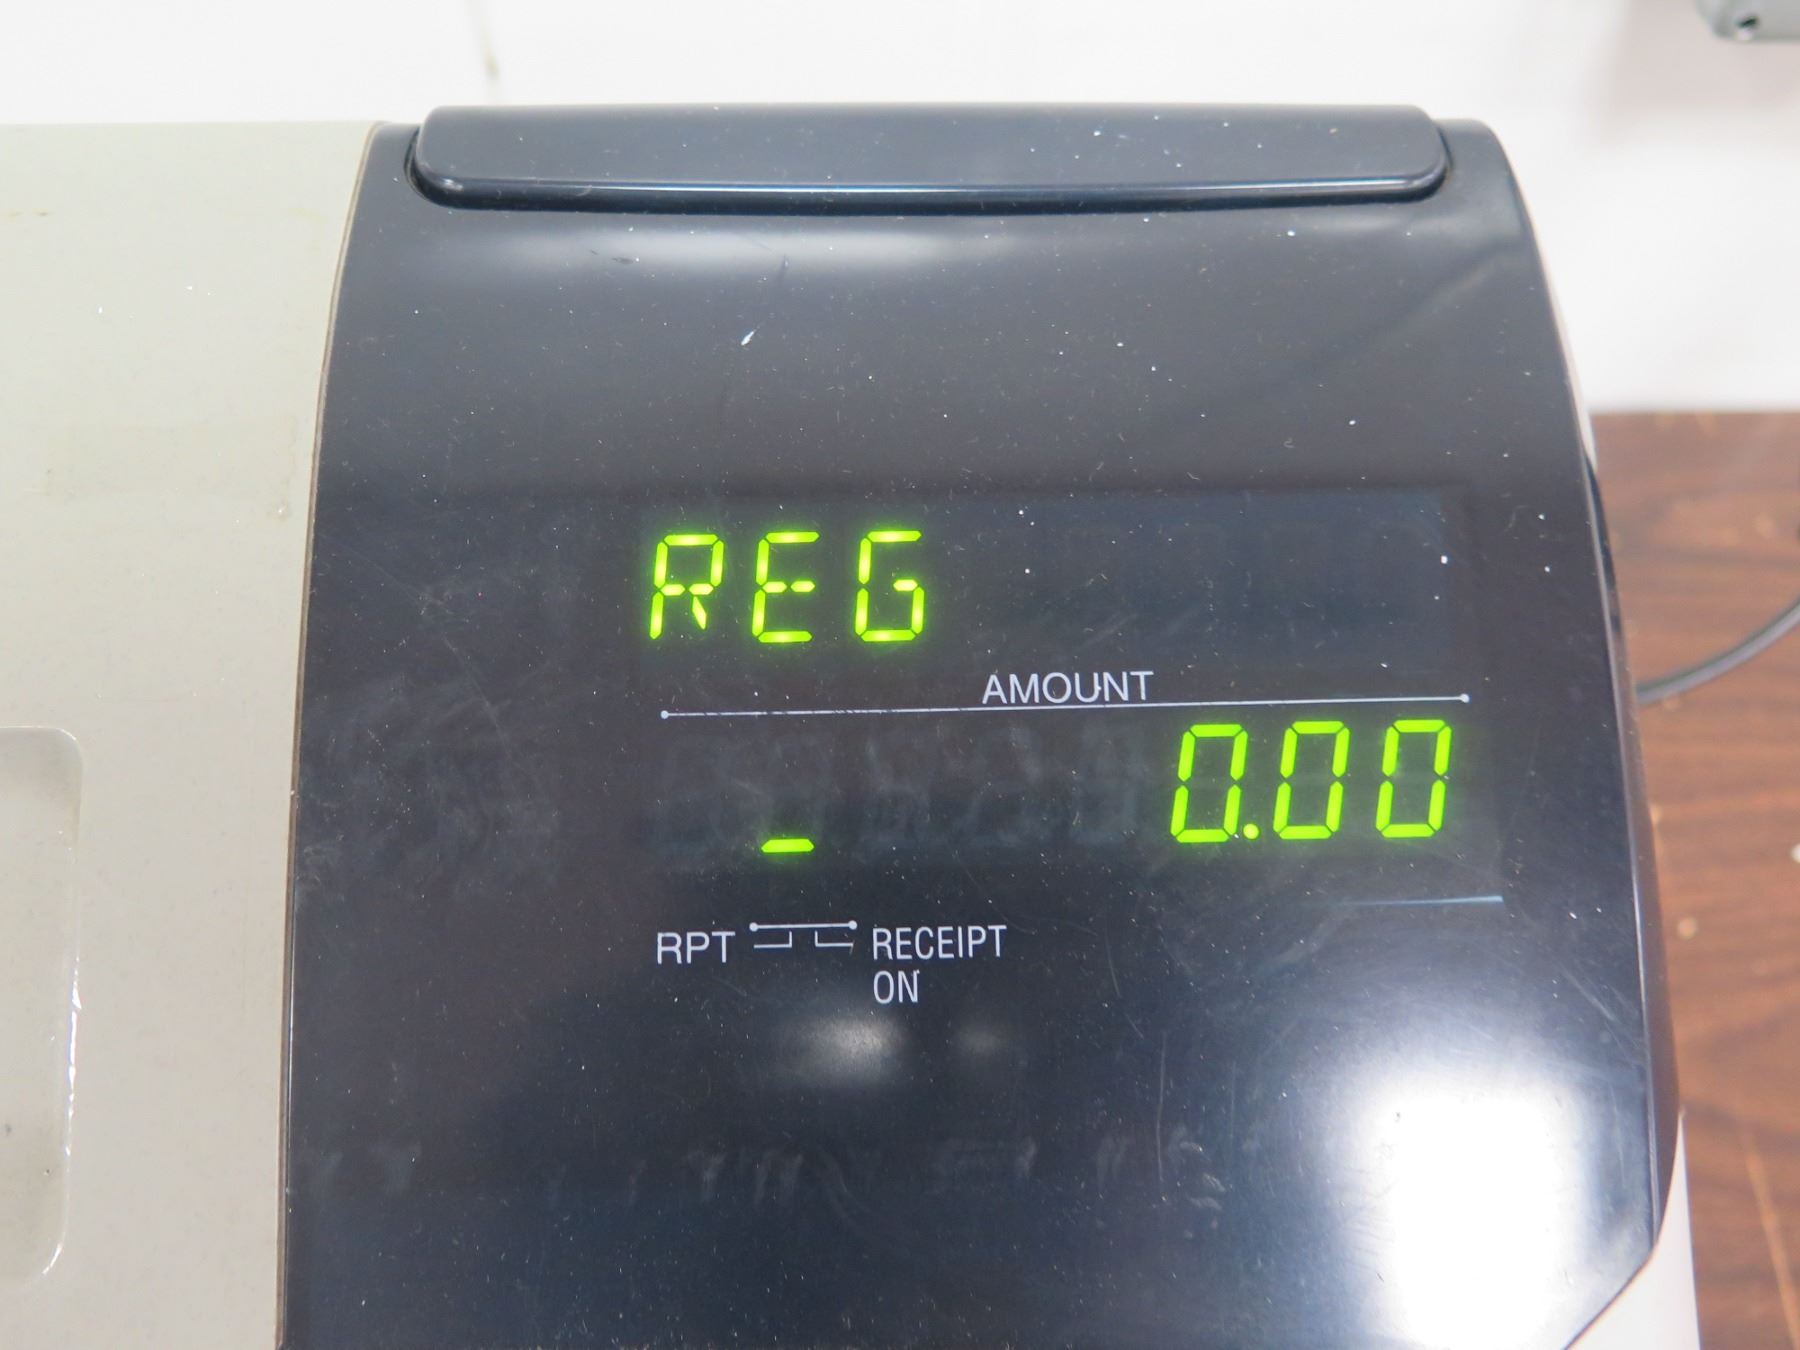 REG
AMOUNT
_ 0.00
RPT RECEIPT
ON